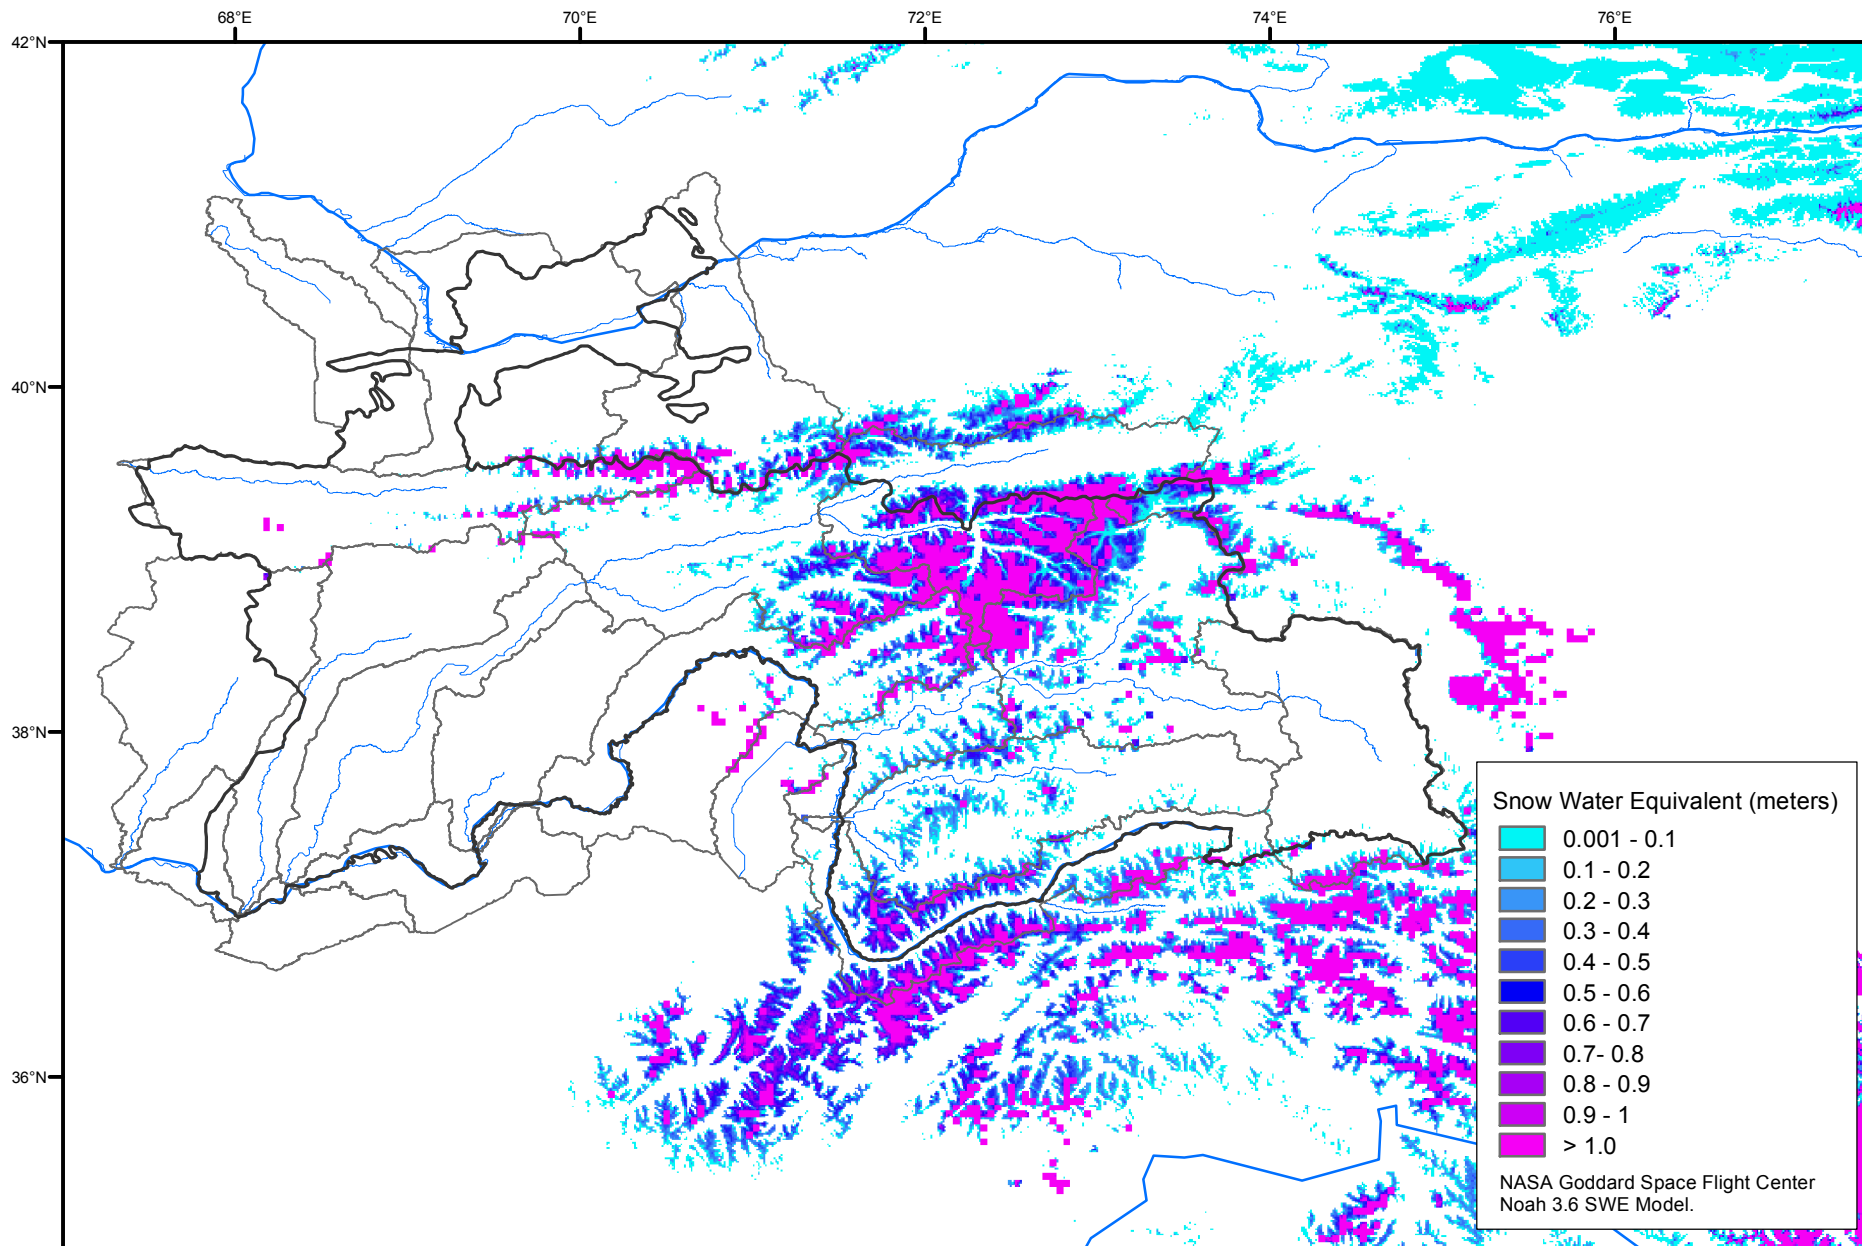 68°E 70°E 72°E 74°E 76°E
42°N
40°N
38°N
36°N
Snow Water Equivalent (meters)
0.001 - 0.1
0.1 - 0.2
0.2 - 0.3
0.3 - 0.4
0.4 - 0.5
0.5 - 0.6
0.6 - 0.7
0.7- 0.8
0.8 - 0.9
0.9 - 1
> 1.0
NASA Goddard Space Flight Center
Noah 3.6 SWE Model.